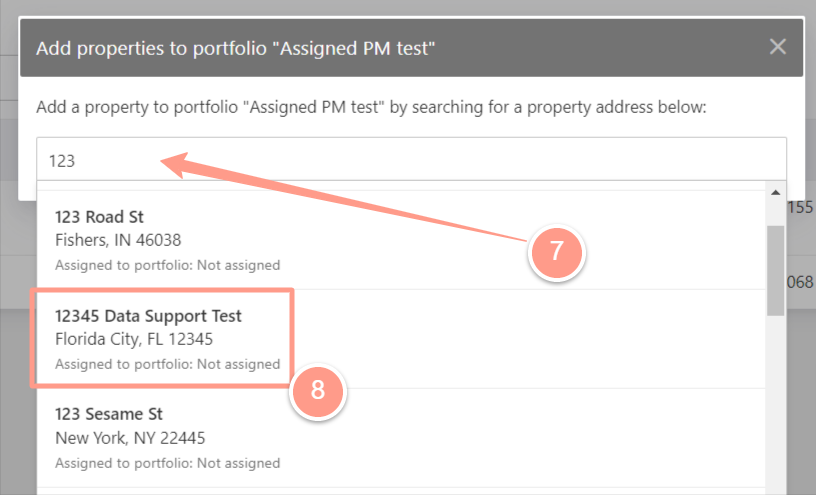 Add properties to portfolio "Assigned PM test"
Add a property to portfolio "Assigned PM test" by searching for a property address below:
123
123 Road St
Fishers, IN 46038
Assigned to portfolio: Not assigned
155
7
12345 Data Support Test
Florida City, FL 12345
Assigned to portfolio: Not assigned
068
8
123 Sesame St
New York, NY 22445
Assigned to portfolio: Not assigned